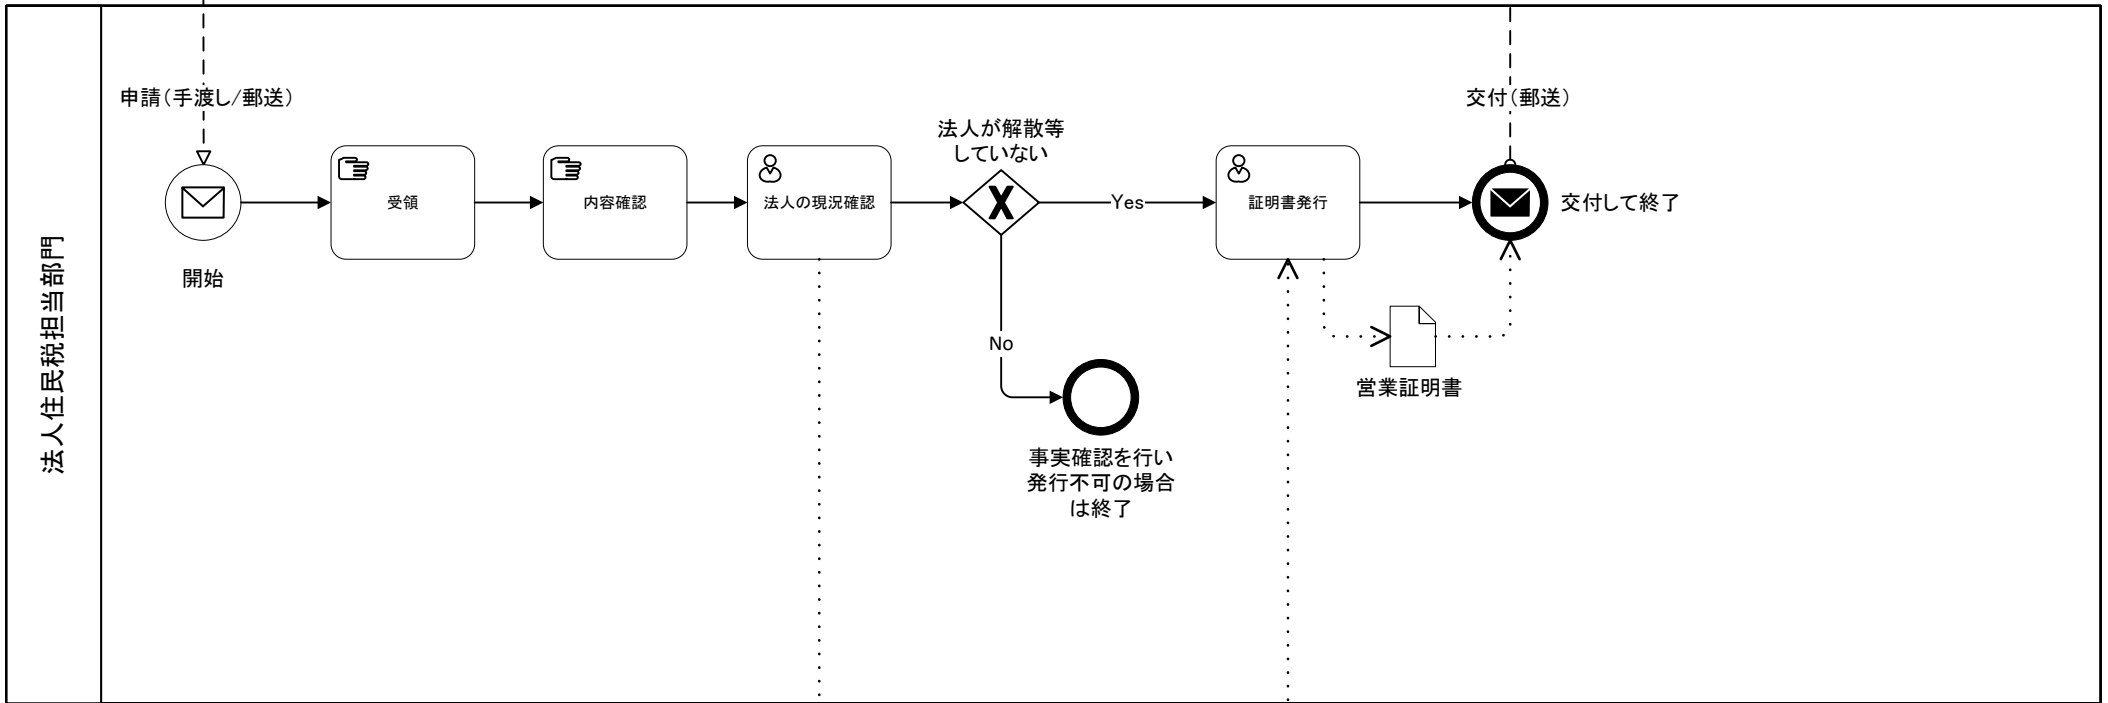 法人住民税担当部門
申請(手渡し/郵送)
開始
受領
内容確認
法人の現況確認
法人が解散等
していない
Yes
No
事実確認を行い
発行不可の場合
は終了
証明書発行
営業証明書
交付(郵送)
交付して終了